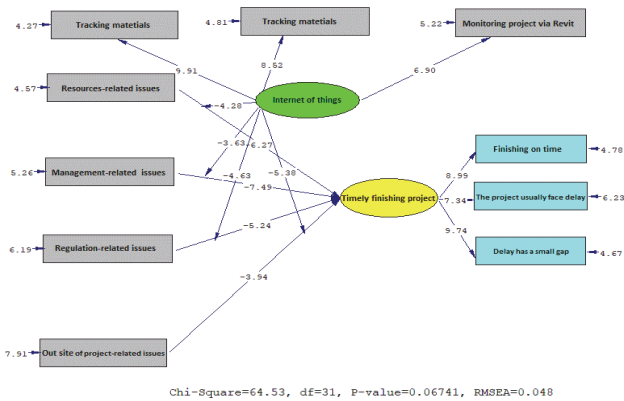 4.27
Tracking matetials
4.81
Tracking matetials
5.22
Monitoring project via Revit
9.91
8.52
6.90
4.57
Resources-related issues
-4.28
Internet of things
-3.63
-6.27
-4.63
-5.38
5.26
Management-related issues
-7.49
Timely finishing project
8.99
-7.34
9.74
Finishing on time
4.78
The project usually face delay
6.23
Delay has a small gap
4.67
6.19
Regulation-related issues
-5.24
-3.94
7.91
Out site of project-related issues
Chi-Square=64.53, df=31, P-value=0.06741, RMSEA=0.048